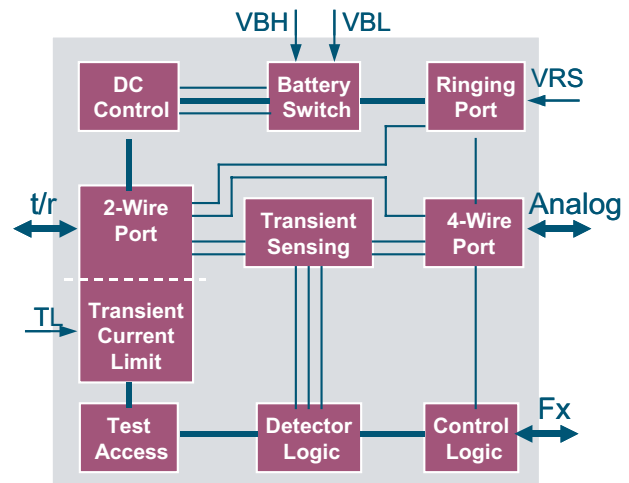 VBH VBL
DC
Control
Battery
Switch
Ringing
Port
VRS
t/r
2-Wire
Port
Transient
Sensing
4-Wire
Port
Analog
TL
Transient
Current
Limit
Test
Access
Detector
Logic
Control
Logic
Fx